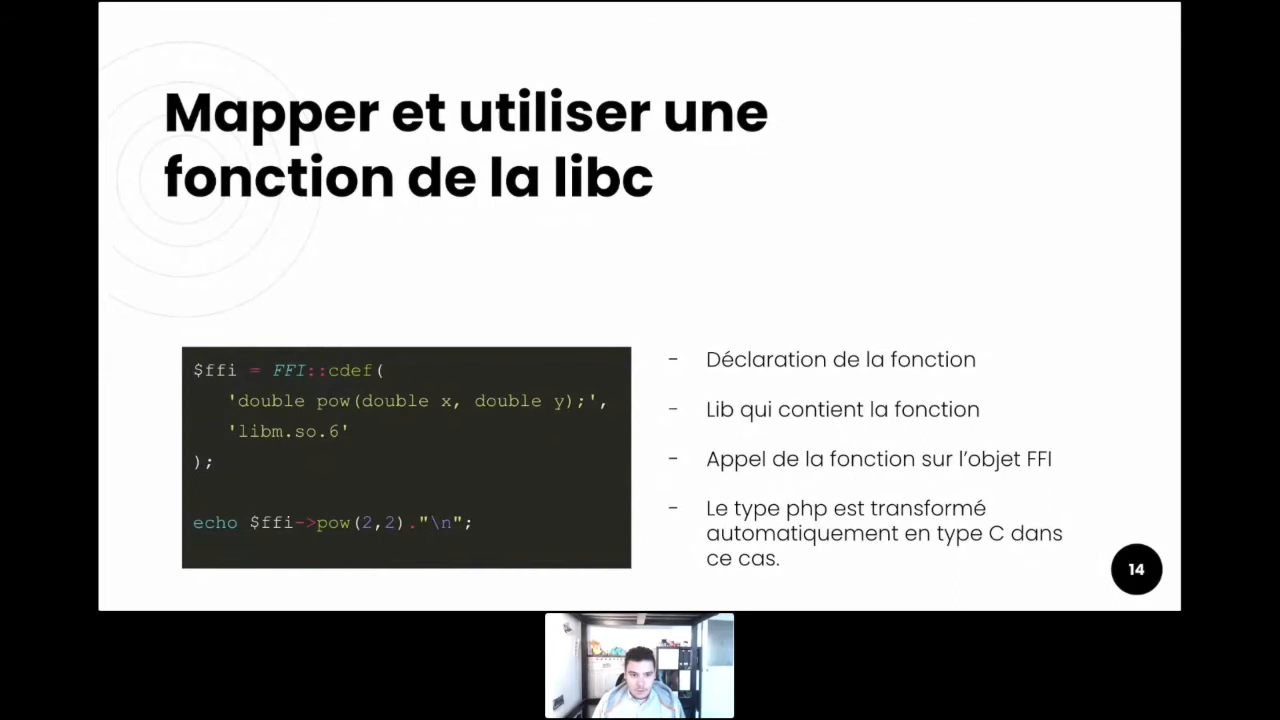 Mapper et utiliser une
fonction de la libc
$ffi = FFI::cdef(
'double pow(double x, double y);',
'libm.so.6'
);
echo $ffi->pow(2,2)."\n";
- Déclaration de la fonction
- Lib qui contient la fonction
- Appel de la fonction sur l’objet FFI
- Le type php est transformé
automatiquement en type C dans
ce cas.
14